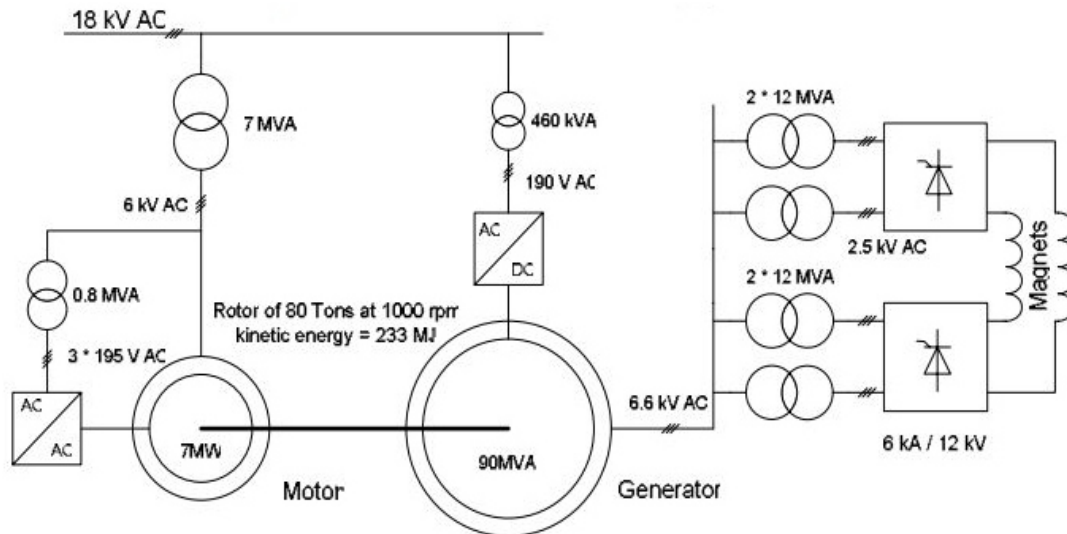 18 kV AC
7 MVA
460 kVA
2 * 12 MVA
6 kV AC
190 V AC
AC
DC
2.5 kV AC
Magnets
0.8 MVA
Rotor of 80 Tons at 1000 rpm
kinetic energy = 233 MJ
2 * 12 MVA
3 * 195 V AC
AC
AC
7MW
6.6 kV AC
90MVA
6 kA / 12 kV
Motor
Generator